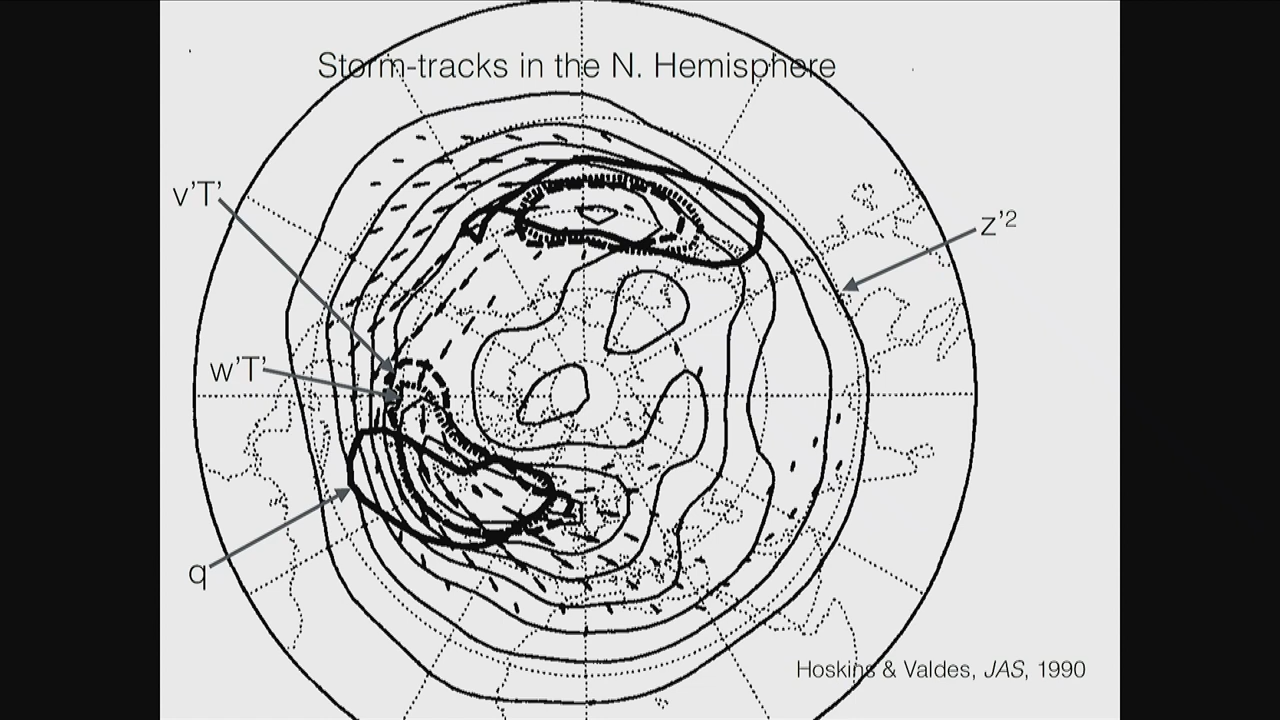 Storm-tracks in the N. Hemisphere
v'T'
z'²
w'T'
q
Hoskins & Valdes, JAS, 1990